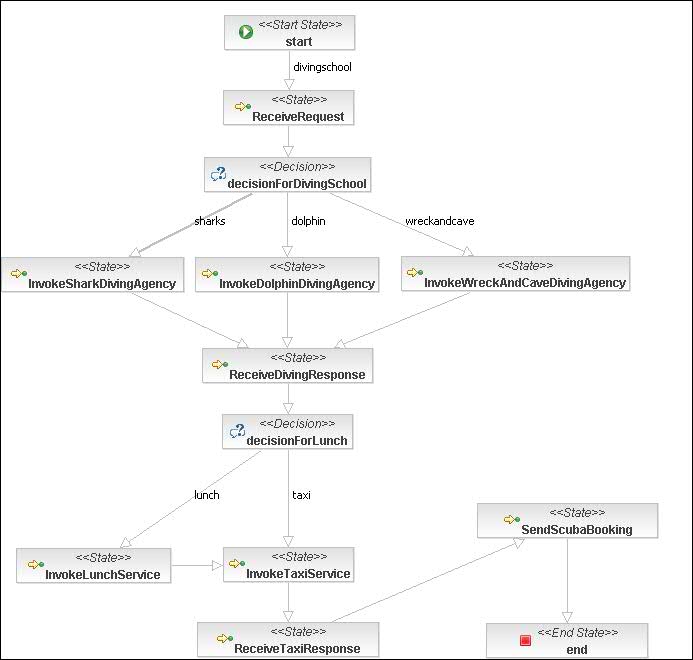 <<Start State>>
start
divingschool
<<State>>
ReceiveRequest
<<Decision>>
decisionForDivingSchool
sharks
dolphin
wreckandcave
<<State>>
InvokeSharkDivingAgency
<<State>>
InvokeDolphinDivingAgency
<<State>>
InvokeWreckAndCaveDivingAgency
<<State>>
ReceiveDivingResponse
<<Decision>>
decisionForLunch
lunch
taxi
<<State>>
SendScubaBooking
<<State>>
InvokeLunchService
<<State>>
InvokeTaxiService
<<State>>
ReceiveTaxiResponse
<<End State>>
end